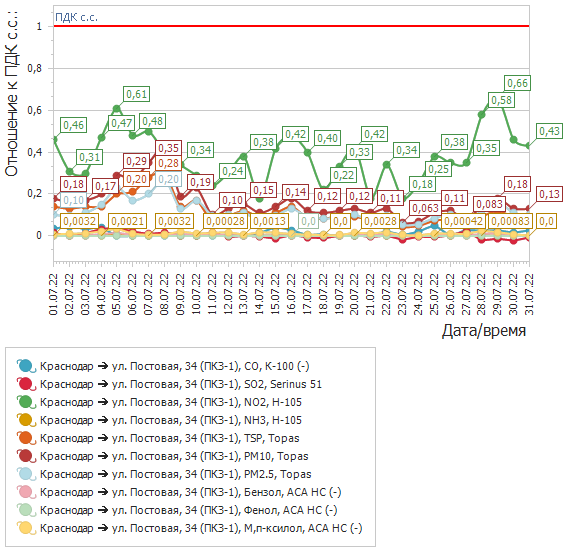 Отношение к ПДК с.с.:
ПДК с.с.
1
0,8
0,6
0,4
0,2
0
0,46 0,31 0,47 0,61 0,48 0,34 0,24 0,38 0,42 0,40 0,22 0,33 0,42 0,34 0,18 0,25 0,38 0,35 0,58 0,66 0,43
0,18 0,17 0,29 0,35 0,19 0,10 0,15 0,14 0,12 0,12 0,11 0,063 0,11 0,083 0,18 0,13
0,20 0,28
0,10 0,20 0,0
0,0032 0,0021 0,0032 0,00028 0,0013 0,0 0,0028 0,00042 0,00083 0,0
01.07.22 02.07.22 03.07.22 04.07.22 05.07.22 06.07.22 07.07.22 08.07.22 09.07.22 10.07.22 11.07.22 12.07.22 13.07.22 14.07.22 15.07.22 16.07.22 17.07.22 18.07.22 19.07.22 20.07.22 21.07.22 22.07.22 23.07.22 24.07.22 25.07.22 26.07.22 27.07.22 28.07.22 29.07.22 30.07.22 31.07.22
Дата/время
Краснодар ➔ ул. Постовая, 34 (ПКЗ-1), CO, К-100 (-)
Краснодар ➔ ул. Постовая, 34 (ПКЗ-1), SO2, Serinus 51
Краснодар ➔ ул. Постовая, 34 (ПКЗ-1), NO2, Н-105
Краснодар ➔ ул. Постовая, 34 (ПКЗ-1), NH3, Н-105
Краснодар ➔ ул. Постовая, 34 (ПКЗ-1), TSP, Topas
Краснодар ➔ ул. Постовая, 34 (ПКЗ-1), PM10, Topas
Краснодар ➔ ул. Постовая, 34 (ПКЗ-1), PM2.5, Topas
Краснодар ➔ ул. Постовая, 34 (ПКЗ-1), Бензол, АСА НС (-)
Краснодар ➔ ул. Постовая, 34 (ПКЗ-1), Фенол, АСА НС (-)
Краснодар ➔ ул. Постовая, 34 (ПКЗ-1), М,п-ксилол, АСА НС (-)